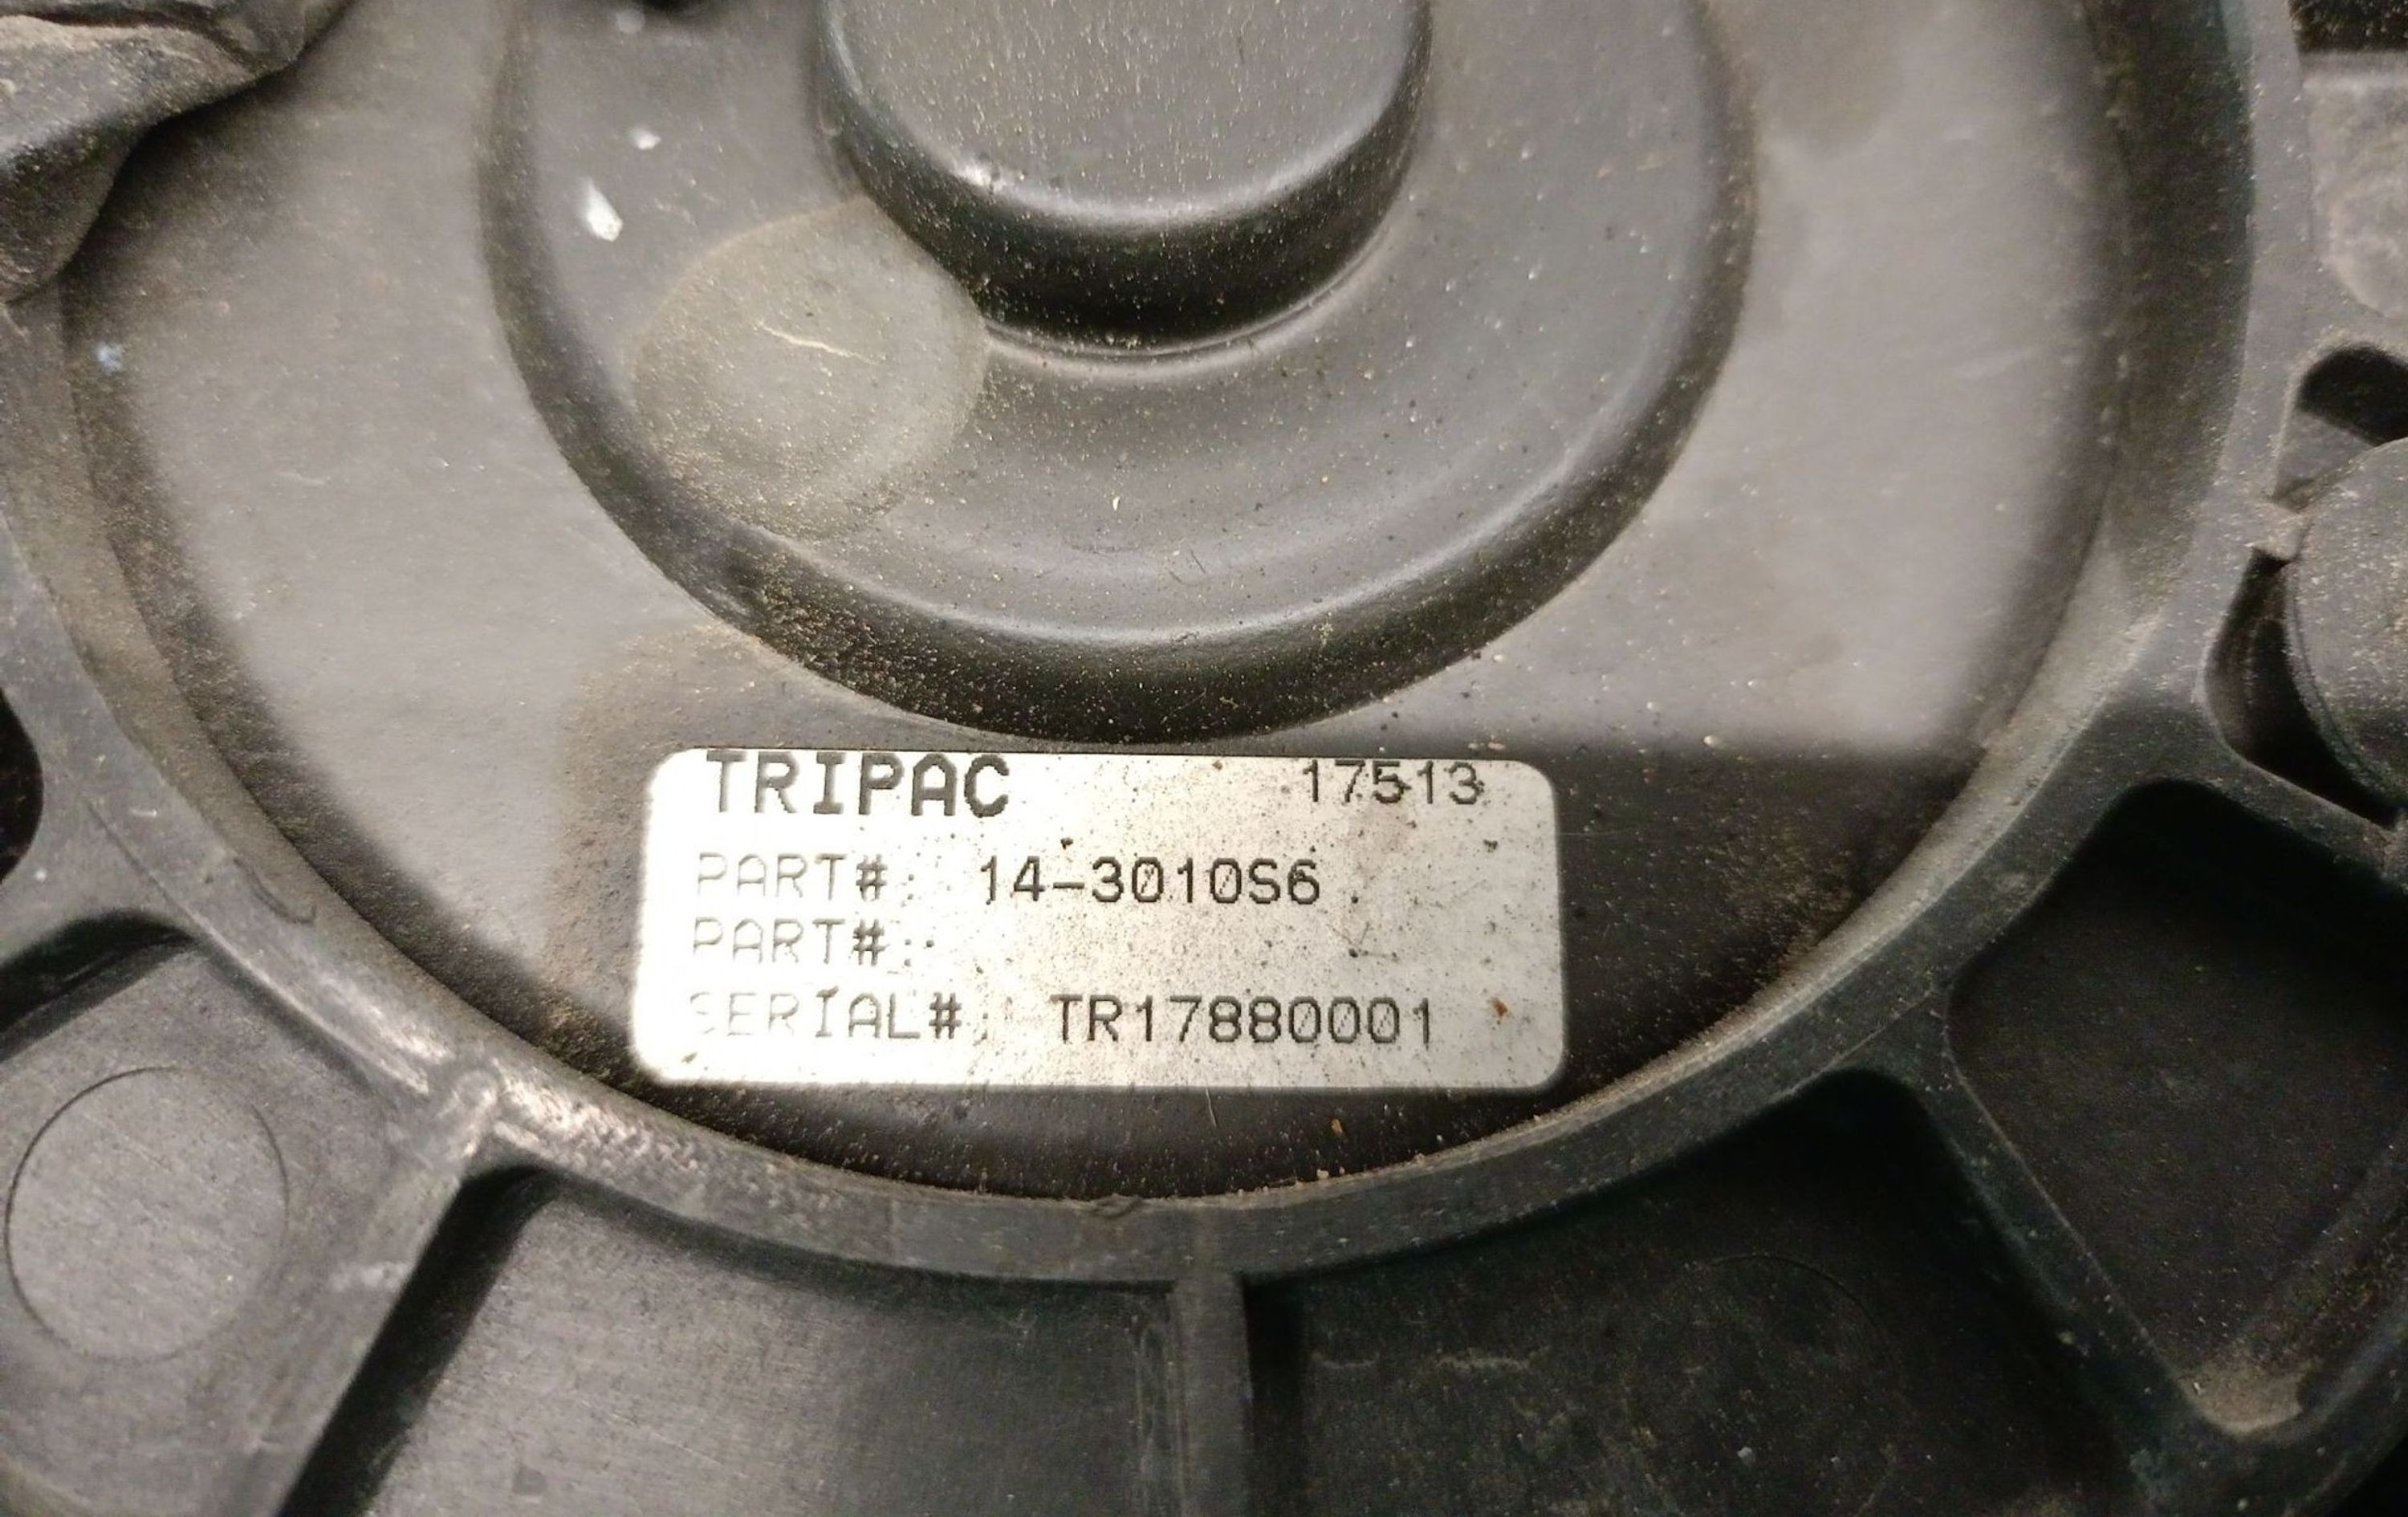 TRIPAC 17513
PART#: 14-3010S6
PART#:
SERIAL#: TR17880001